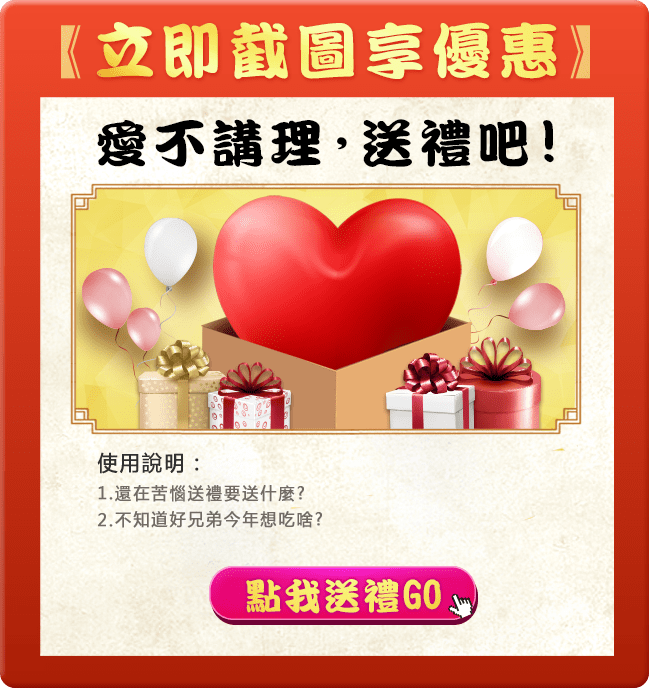 《立即截圖享優惠》
愛不講理，送禮吧！
使用說明：
1.還在苦惱送禮要送什麼?
2.不知道好兄弟今年想吃啥?
點我送禮GO